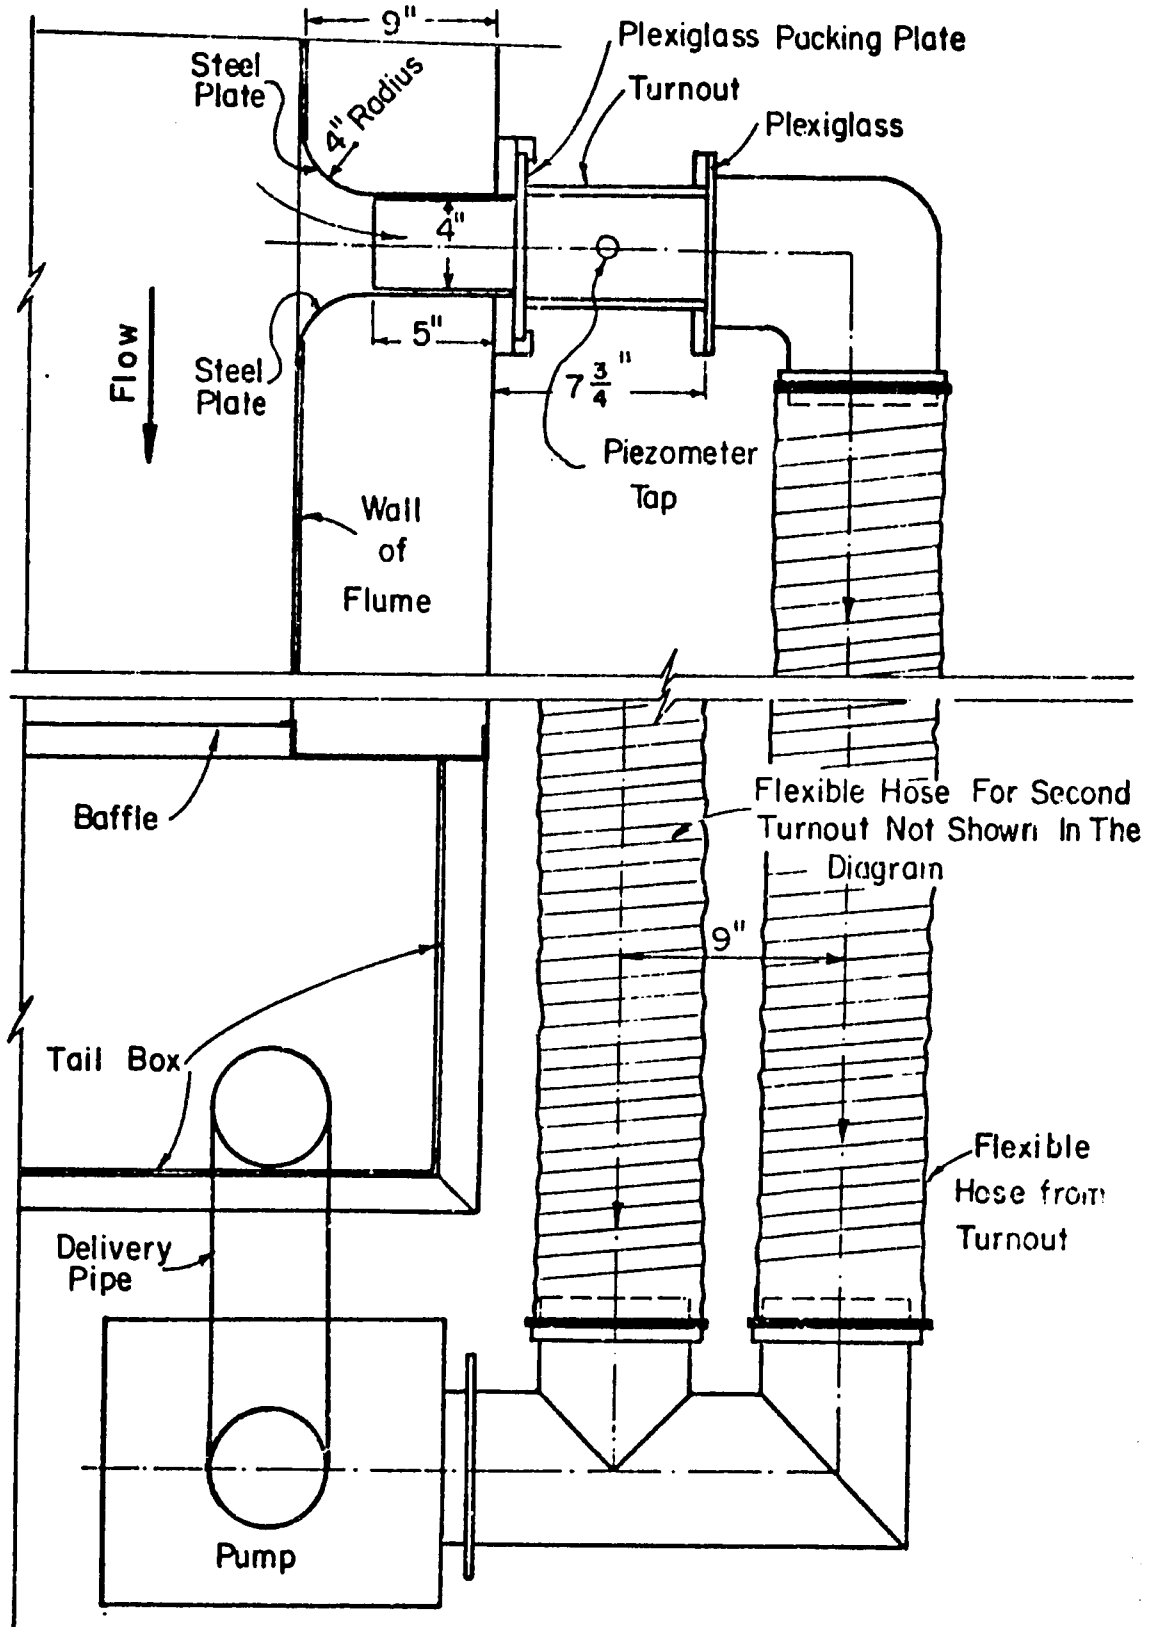 9"
Plexiglass Packing Plate
Steel
Plate
4" Radius
Turnout
Plexiglass
4"
5"
Flow
Steel
Plate
7 3/4"
Piezometer
Tap
Wall
of
Flume
Baffle
Flexible Hose For Second
Turnout Not Shown In The
Diagram
9"
Tail Box
Flexible
Hose from
Turnout
Delivery
Pipe
Pump